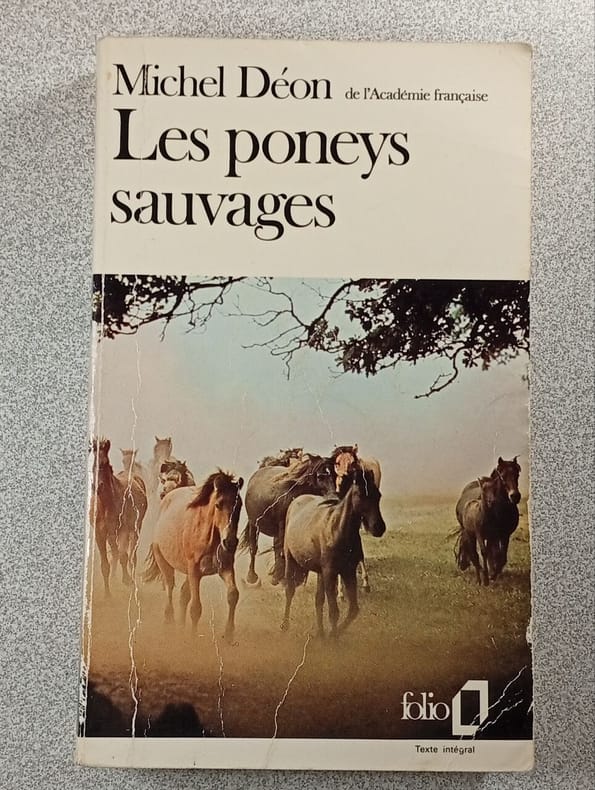 Michel Déon de l'Académie française
Les poneys
sauvages
folio
Texte intégral